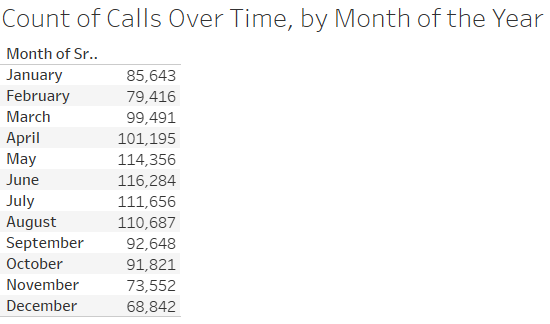 Count of Calls Over Time, by Month of the Year
Month of Sr..
January 85,643
February 79,416
March 99,491
April 101,195
May 114,356
June 116,284
July 111,656
August 110,687
September 92,648
October 91,821
November 73,552
December 68,842